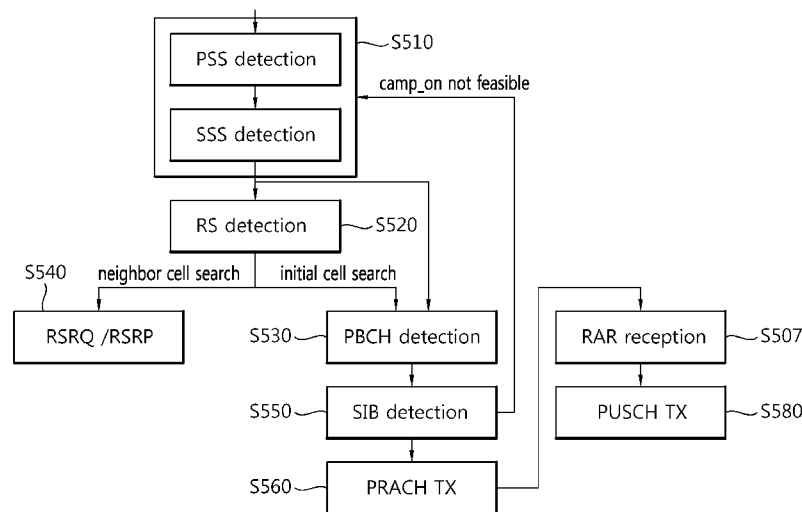 PSS detection
S510
camp_on not feasible
SSS detection
RS detection
S520
neighbor cell search
initial cell search
S540
RSRQ /RSRP
S530
PBCH detection
RAR reception
S507
S550
SIB detection
PUSCH TX
S580
S560
PRACH TX